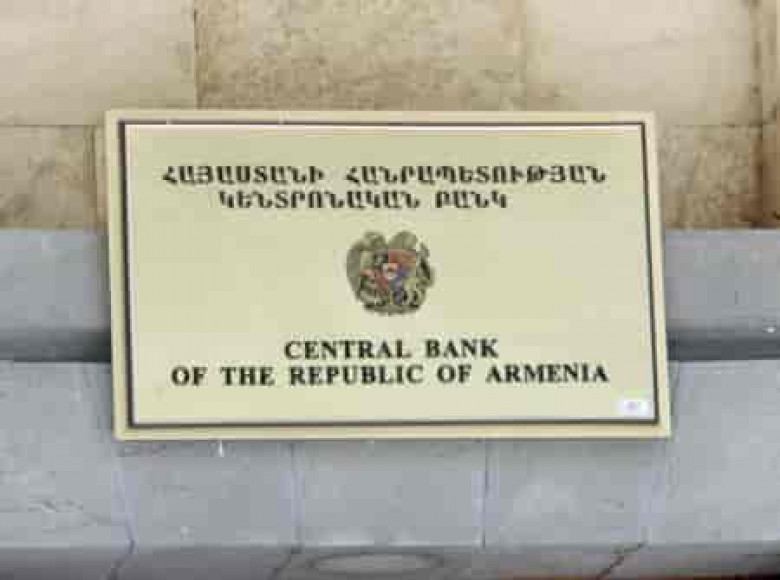 ՀԱՅԱՍՏԱՆԻ ՀԱՆՐԱՊԵՏՈՒԹՅԱՆ
ԿԵՆՏՐՈՆԱԿԱՆ ԲԱՆԿ
CENTRAL BANK
OF THE REPUBLIC OF ARMENIA